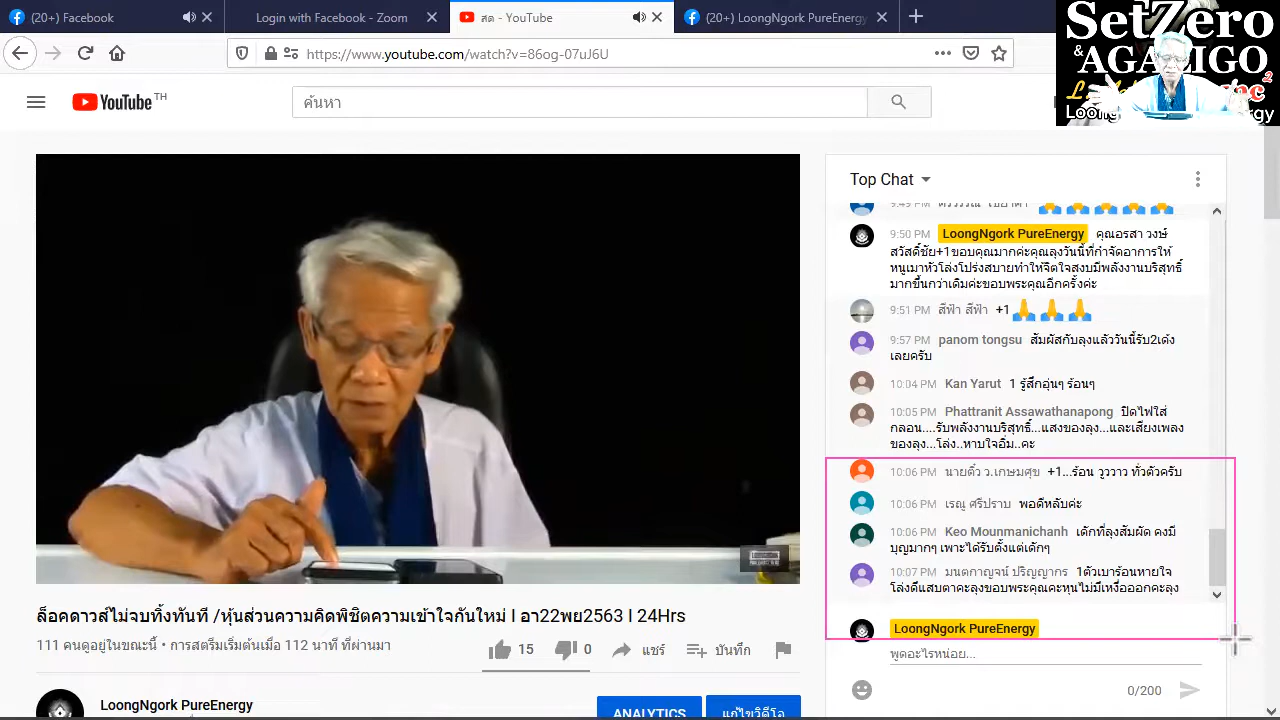 (20+) Facebook
Login with Facebook - Zoom
สด - YouTube
(20+) LoongNgork PureEnergy
https://www.youtube.com/watch?v=86og-07uJ6U
SetZero
& AGALIGO
Loong
YouTube TH
ค้นหา
Top Chat
9:49 PM
9:50 PM LoongNgork PureEnergy คุณอรสา วงษ์
สวัสดิ์ชัย+1ขอบคุณมากค่ะคุณลุงวันนี้ที่กำจัดอาการให้
หนูเมาหัวโล่งโปร่งสบายทำให้จิตใจสงบมีพลังงานบริสุทธิ์
มากขึ้นกว่าเดิมค่ะขอบพระคุณอีกครั้งค่ะ
9:51 PM สีฟ้า สีฟ้า +1🙏🙏🙏
9:57 PM panom tongsu สัมผัสกับลุงแล้ววันนี้รับ2เด้ง
เลยครับ
10:04 PM Kan Yarut 1 รู้สึกอุ่นๆ ร้อนๆ
10:05 PM Phattranit Assawathanapong ปิดไฟใส่
กลอน....รับพลังงานบริสุทธิ์...แสงของลุง...และเสียงเพลง
ของลุง...โล่ง..หาบใจอิ่ม..คะ
10:06 PM นายติ๋ว ว.เกษมศุข +1...ร้อน วูววาว ทั่วตัวครับ
10:06 PM เรณู ศรีปราบ พอดีหลับค่ะ
10:06 PM Keo Mounmanichanh เด้กที่ลุงสัมผัด คงมี
บุญมากๆ เพาะได้รับตั้งแต่เด้กๆ
10:07 PM มนตกาญจน์ ปริญญากร 1ตัวเบาร้อนหายใจ
โล่งดีแสบตาคะลุงขอบพระคุณคะหุนไม่มีเหงื่อออกคะลุง
LoongNgork PureEnergy
พูดอะไรหน่อย...
0/200
ล็อคดาวส์ไม่จบทิ้งทันที /หุ้นส่วนความคิดพิชิตความเข้าใจกันใหม่ I อา22พย2563 I 24Hrs
111 คนดูอยู่ในขณะนี้ • การสตรีมเริ่มต้นเมื่อ 112 นาที ที่ผ่านมา
15
0
แชร์
บันทึก
LoongNgork PureEnergy
ANALYTICS
แก้ไขวิดีโอ